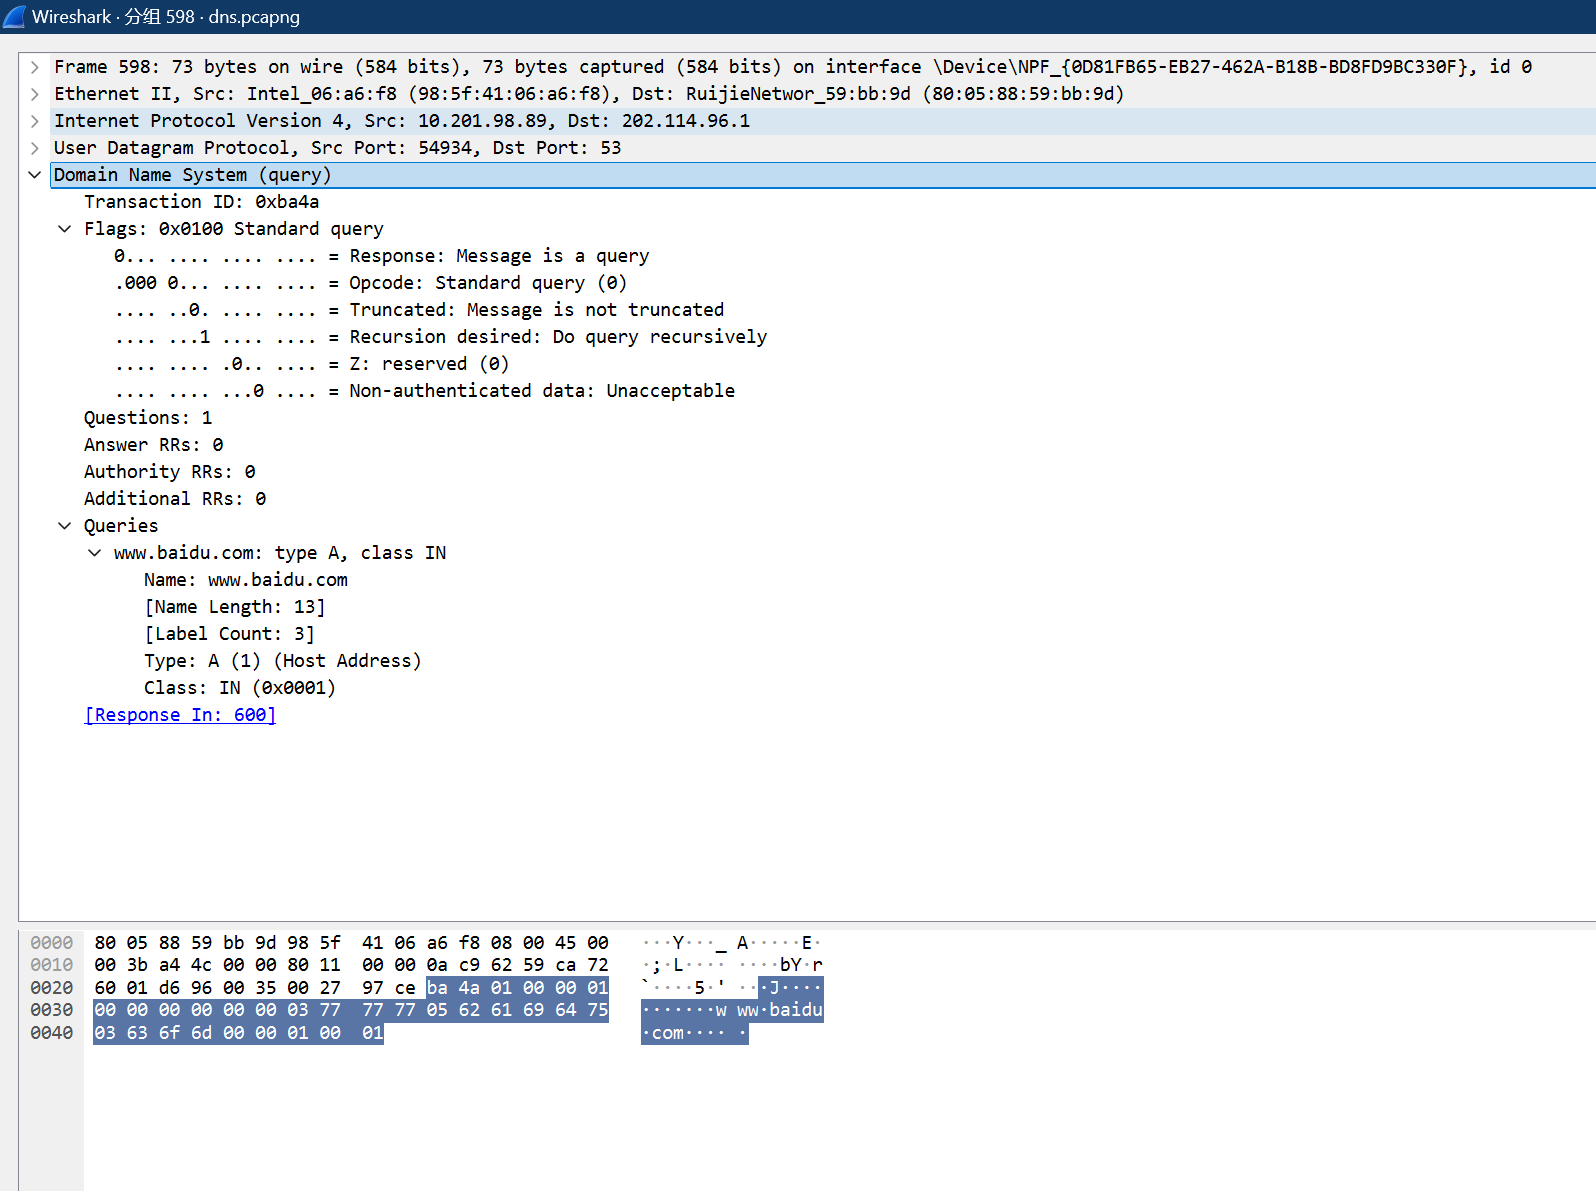 Wireshark · 分组 598 · dns.pcapng
Frame 598: 73 bytes on wire (584 bits), 73 bytes captured (584 bits) on interface \Device\NPF_{0D81FB65-EB27-462A-B18B-BD8FD9BC330F}, id 0
Ethernet II, Src: Intel_06:a6:f8 (98:5f:41:06:a6:f8), Dst: RuijieNetwor_59:bb:9d (80:05:88:59:bb:9d)
Internet Protocol Version 4, Src: 10.201.98.89, Dst: 202.114.96.1
User Datagram Protocol, Src Port: 54934, Dst Port: 53
Domain Name System (query)
Transaction ID: 0xba4a
Flags: 0x0100 Standard query
0... .... .... .... = Response: Message is a query
.000 0... .... .... = Opcode: Standard query (0)
.... ..0. .... .... = Truncated: Message is not truncated
.... ...1 .... .... = Recursion desired: Do query recursively
.... .... .0.. .... = Z: reserved (0)
.... .... ...0 .... = Non-authenticated data: Unacceptable
Questions: 1
Answer RRs: 0
Authority RRs: 0
Additional RRs: 0
Queries
www.baidu.com: type A, class IN
Name: www.baidu.com
[Name Length: 13]
[Label Count: 3]
Type: A (1) (Host Address)
Class: IN (0x0001)
[Response In: 600]
0000 80 05 88 59 bb 9d 98 5f 41 06 a6 f8 08 00 45 00 ···Y···_ A·····E·
0010 00 3b a4 4c 00 00 80 11 00 00 0a c9 62 59 ca 72 ·;·L···· ····bY·r
0020 60 01 d6 96 00 35 00 27 97 ce ba 4a 01 00 00 01 `····5·' ···J····
0030 00 00 00 00 00 00 03 77 77 77 05 62 61 69 64 75 ·······w ww·baidu
0040 03 63 6f 6d 00 00 01 00 01 ·com···· ·